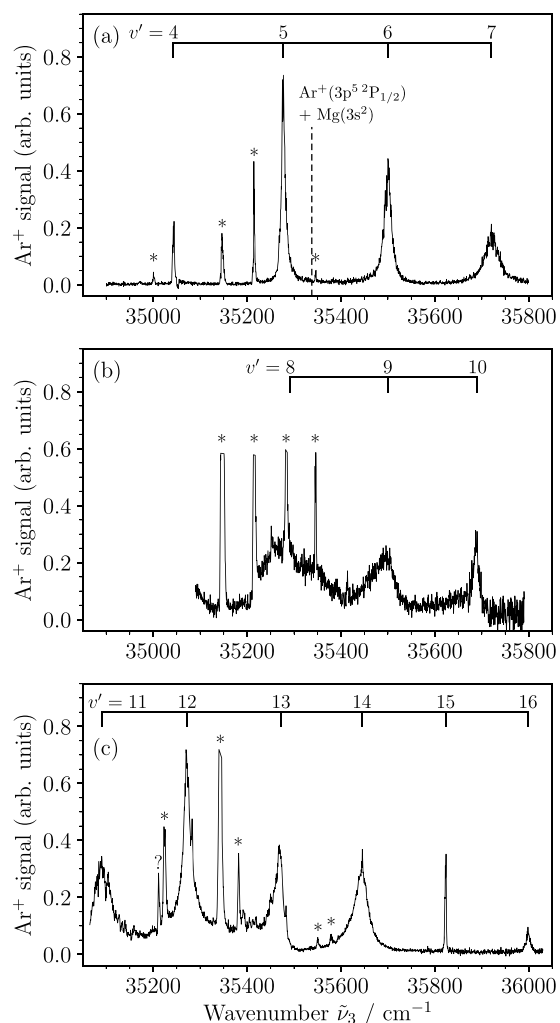 (a) v′ = 4 5 6 7
Ar⁺(3p⁵ ²P₁/₂)
+ Mg(3s²)
* * * *
Ar⁺ signal (arb. units)
0.8
0.6
0.4
0.2
0.0
35000 35200 35400 35600 35800
(b) v′ = 8 9 10
* * * *
Ar⁺ signal (arb. units)
0.8
0.6
0.4
0.2
0.0
35000 35200 35400 35600 35800
v′ = 11 12 13 14 15 16
(c)
? * * * * *
Ar⁺ signal (arb. units)
0.8
0.6
0.4
0.2
0.0
35200 35400 35600 35800 36000
Wavenumber ν̃₃ / cm⁻¹